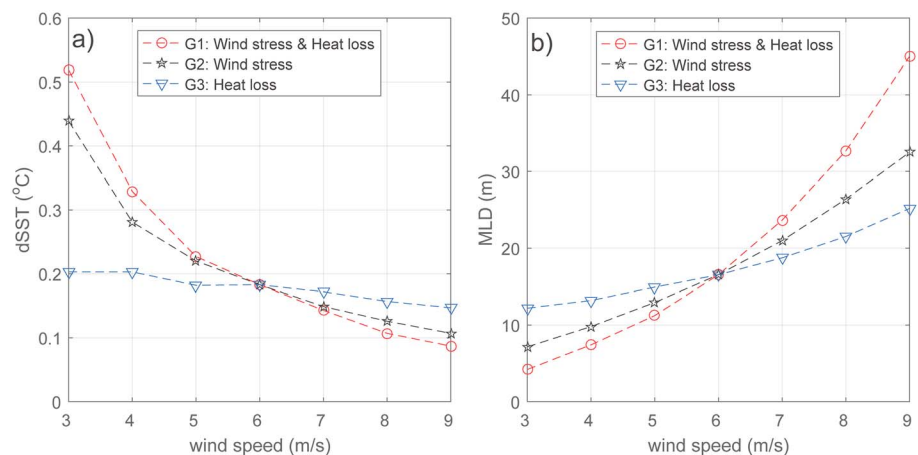 a)
G1: Wind stress & Heat loss
G2: Wind stress
G3: Heat loss
0.6
0.5
0.4
0.3
0.2
0.1
0
dSST (°C)
3 4 5 6 7 8 9
wind speed (m/s)
b)
G1: Wind stress & Heat loss
G2: Wind stress
G3: Heat loss
50
40
30
20
10
0
MLD (m)
3 4 5 6 7 8 9
wind speed (m/s)